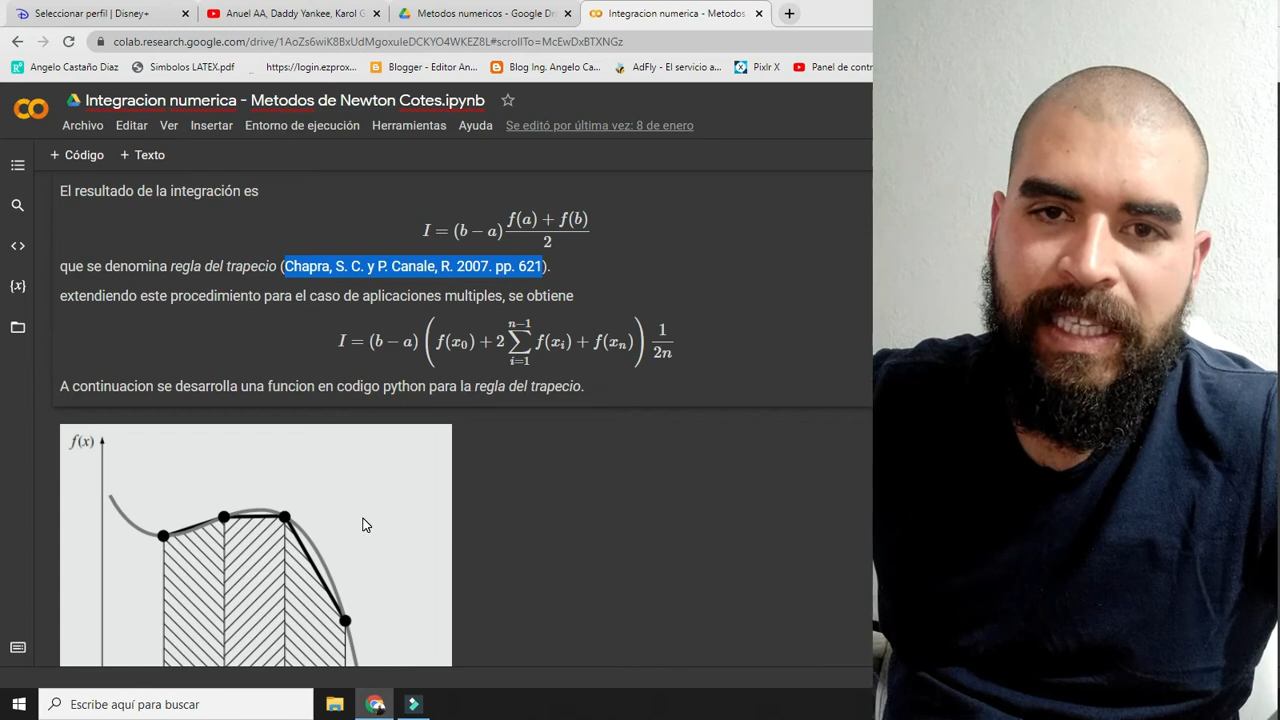 Seleccionar perfil | Disney+
Anuel AA, Daddy Yankee, Karol G
Metodos numericos - Google Dr
Integracion numerica - Metodos
colab.research.google.com/drive/1AoZs6wiK8BxUdMgoxuleDCKYO4WKEZ8L#scrollTo=McEwDxBTXNGz
Angelo Castaño Diaz
Simbolos LATEX.pdf
https://login.ezprox...
Blogger - Editor An...
Blog Ing. Angelo Ca...
AdFly - El servicio a...
Pixlr X
Panel de contr
Integracion numerica - Metodos de Newton Cotes.ipynb
Archivo Editar Ver Insertar Entorno de ejecución Herramientas Ayuda Se editó por última vez: 8 de enero
+ Código + Texto
El resultado de la integración es
I = (b − a) f(a) + f(b) / 2
que se denomina regla del trapecio (Chapra, S. C. y P. Canale, R. 2007. pp. 621).
extendiendo este procedimiento para el caso de aplicaciones multiples, se obtiene
I = (b − a) ( f(x₀) + 2 ∑ i=1 n−1 f(xᵢ) + f(xₙ) ) 1 / 2n
A continuacion se desarrolla una funcion en codigo python para la regla del trapecio.
f(x)
Escribe aquí para buscar